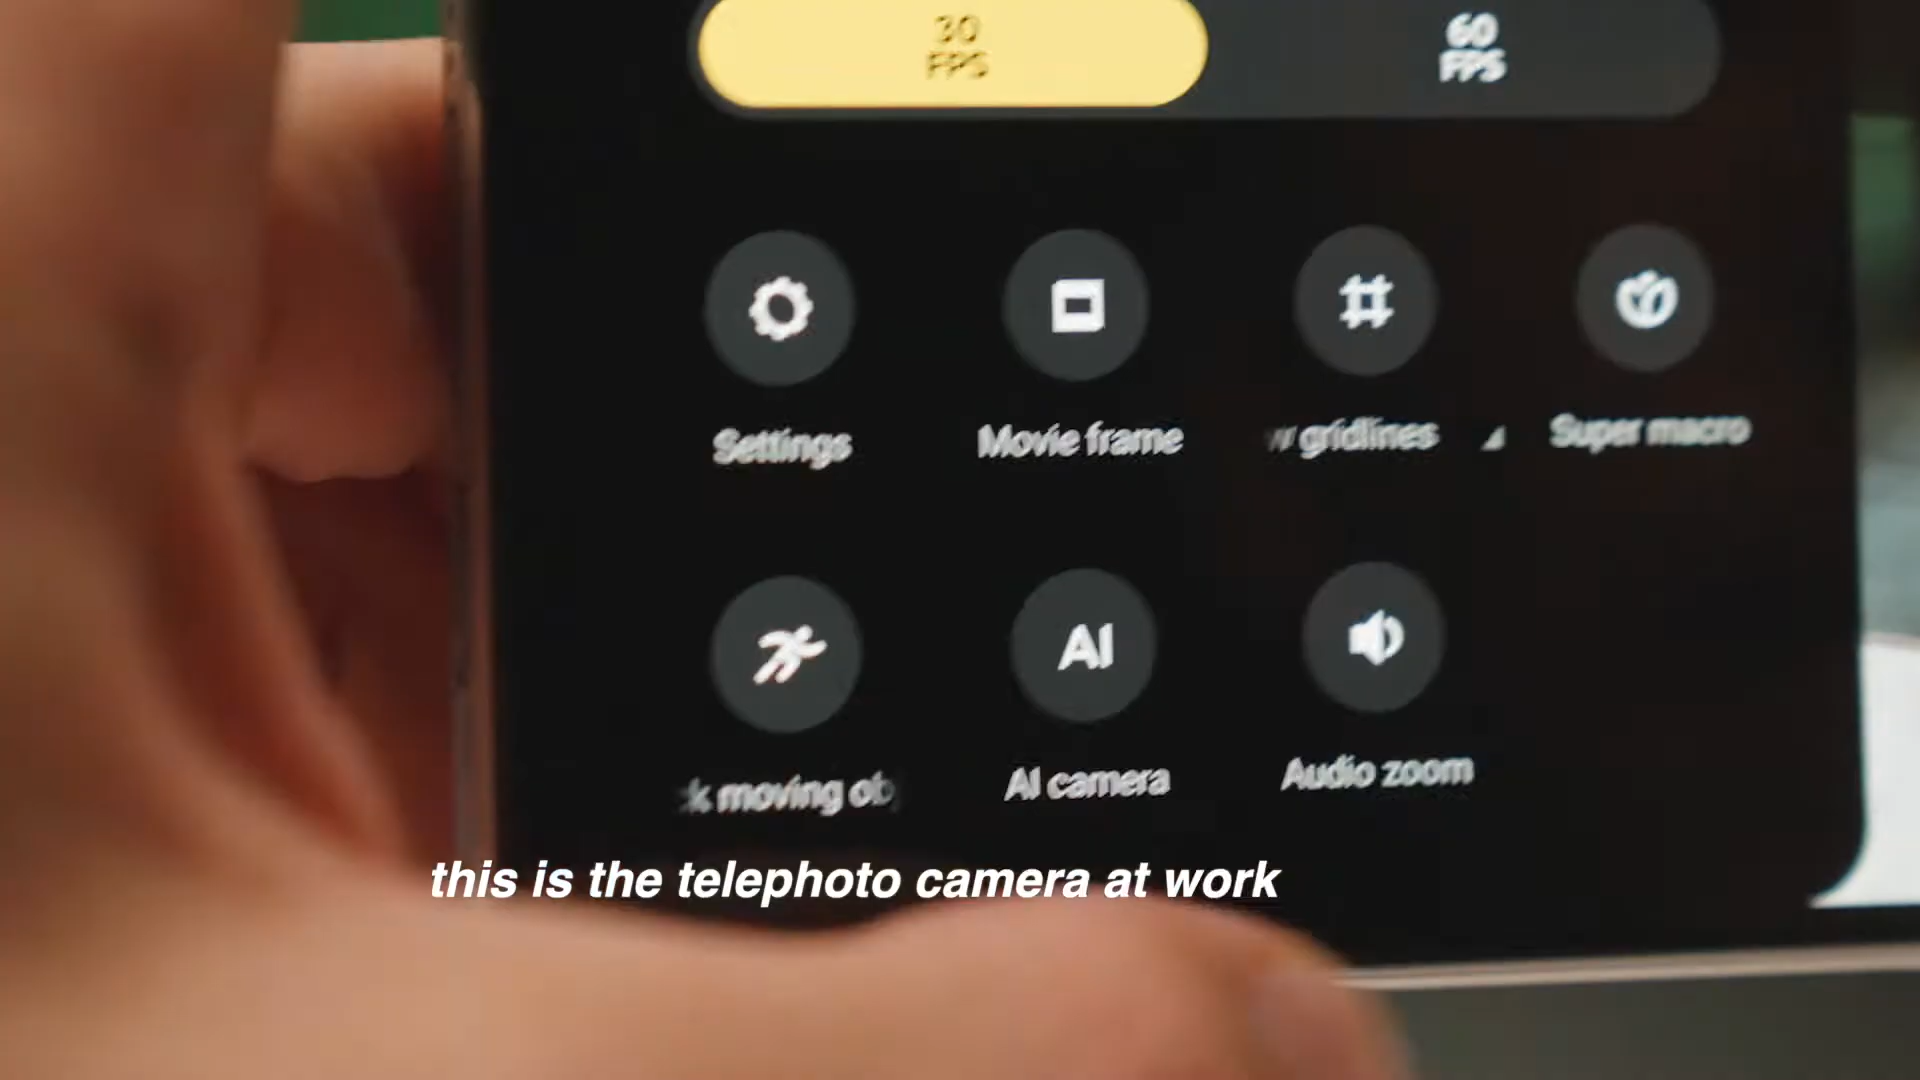 30 60
FPS FPS
Settings Movie frame gridlines Super macro
AI
moving AI camera Audio zoom
this is the telephoto camera at work